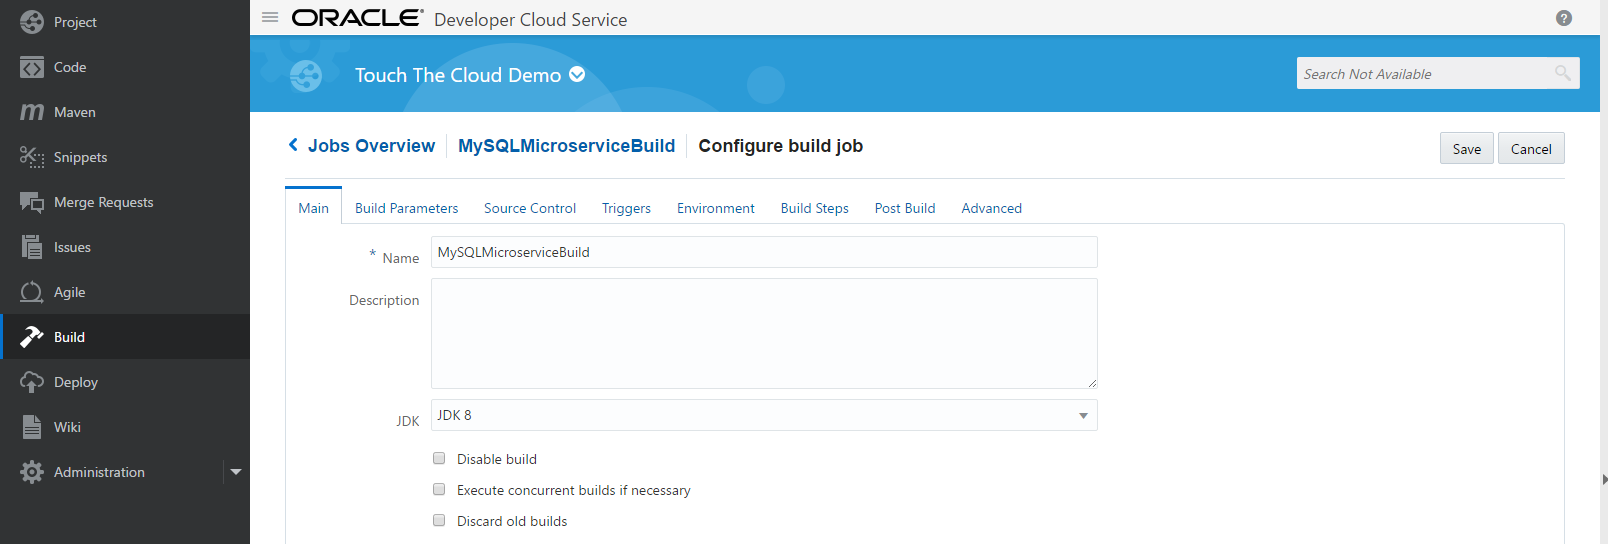 Project
Code
Maven
Snippets
Merge Requests
Issues
Agile
Build
Deploy
Wiki
Administration
ORACLE® Developer Cloud Service
?
Touch The Cloud Demo
Search Not Available
Jobs Overview MySQLMicroserviceBuild Configure build job
Save Cancel
Main Build Parameters Source Control Triggers Environment Build Steps Post Build Advanced
* Name MySQLMicroserviceBuild
Description
JDK JDK 8
Disable build
Execute concurrent builds if necessary
Discard old builds